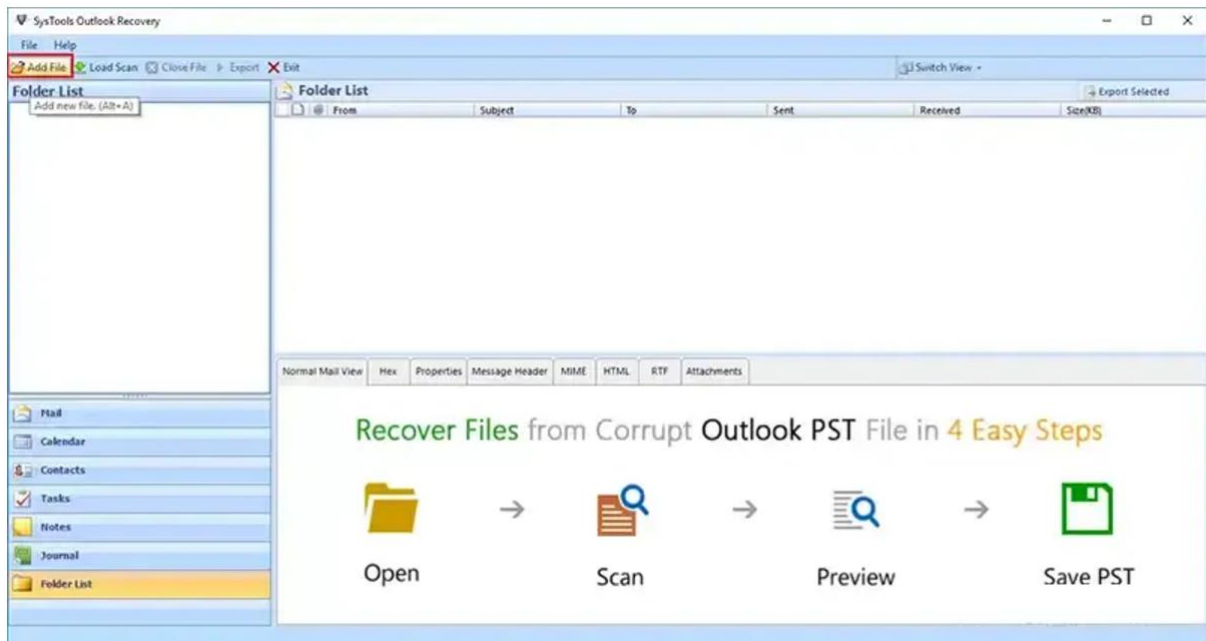 SysTools Outlook Recovery
File Help
Add File Load Scan Close File Export Exit Switch View
Folder List
Add new file. (Alt+A)
Folder List Export Selected
From Subject To Sent Received Size(KB)
Normal Mail View Hex Properties Message Header MIME HTML RTF Attachments
Mail
Calendar
Contacts
Tasks
Notes
Journal
Folder List
Recover Files from Corrupt Outlook PST File in 4 Easy Steps
Open Scan Preview Save PST